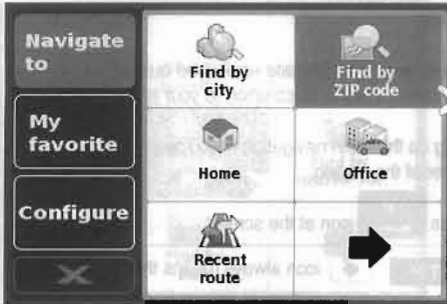 Navigate
to
My
favorite
Configure
Find by
city
Find by
ZIP code
Home
Office
Recent
route